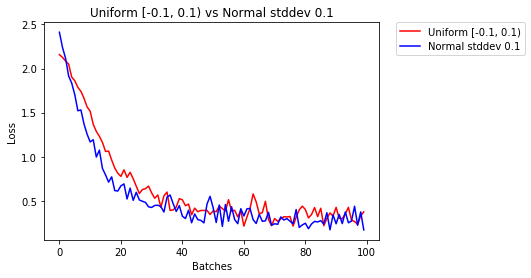 Uniform [-0.1, 0.1) vs Normal stddev 0.1
Uniform [-0.1, 0.1)
Normal stddev 0.1
2.5
2.0
1.5
1.0
0.5
Loss
0
20
40
60
80
100
Batches